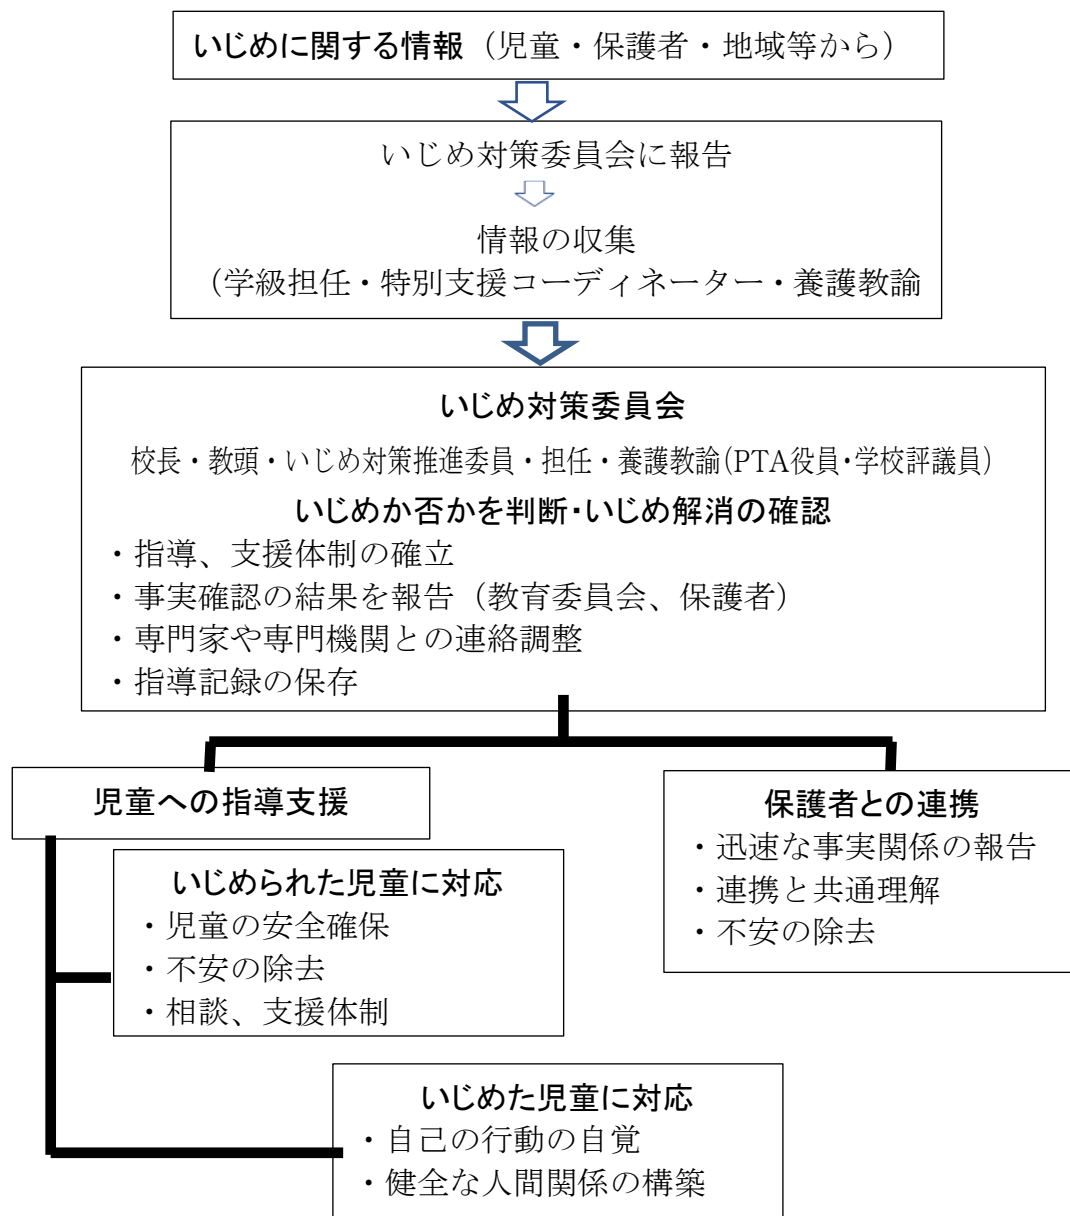 いじめに関する情報（児童・保護者・地域等から）
いじめ対策委員会に報告
情報の収集
（学級担任・特別支援コーディネーター・養護教諭
いじめ対策委員会
校長・教頭・いじめ対策推進委員・担任・養護教諭(PTA役員・学校評議員)
いじめか否かを判断・いじめ解消の確認
・指導、支援体制の確立
・事実確認の結果を報告（教育委員会、保護者）
・専門家や専門機関との連絡調整
・指導記録の保存
児童への指導支援
いじめられた児童に対応
・児童の安全確保
・不安の除去
・相談、支援体制
いじめた児童に対応
・自己の行動の自覚
・健全な人間関係の構築
保護者との連携
・迅速な事実関係の報告
・連携と共通理解
・不安の除去